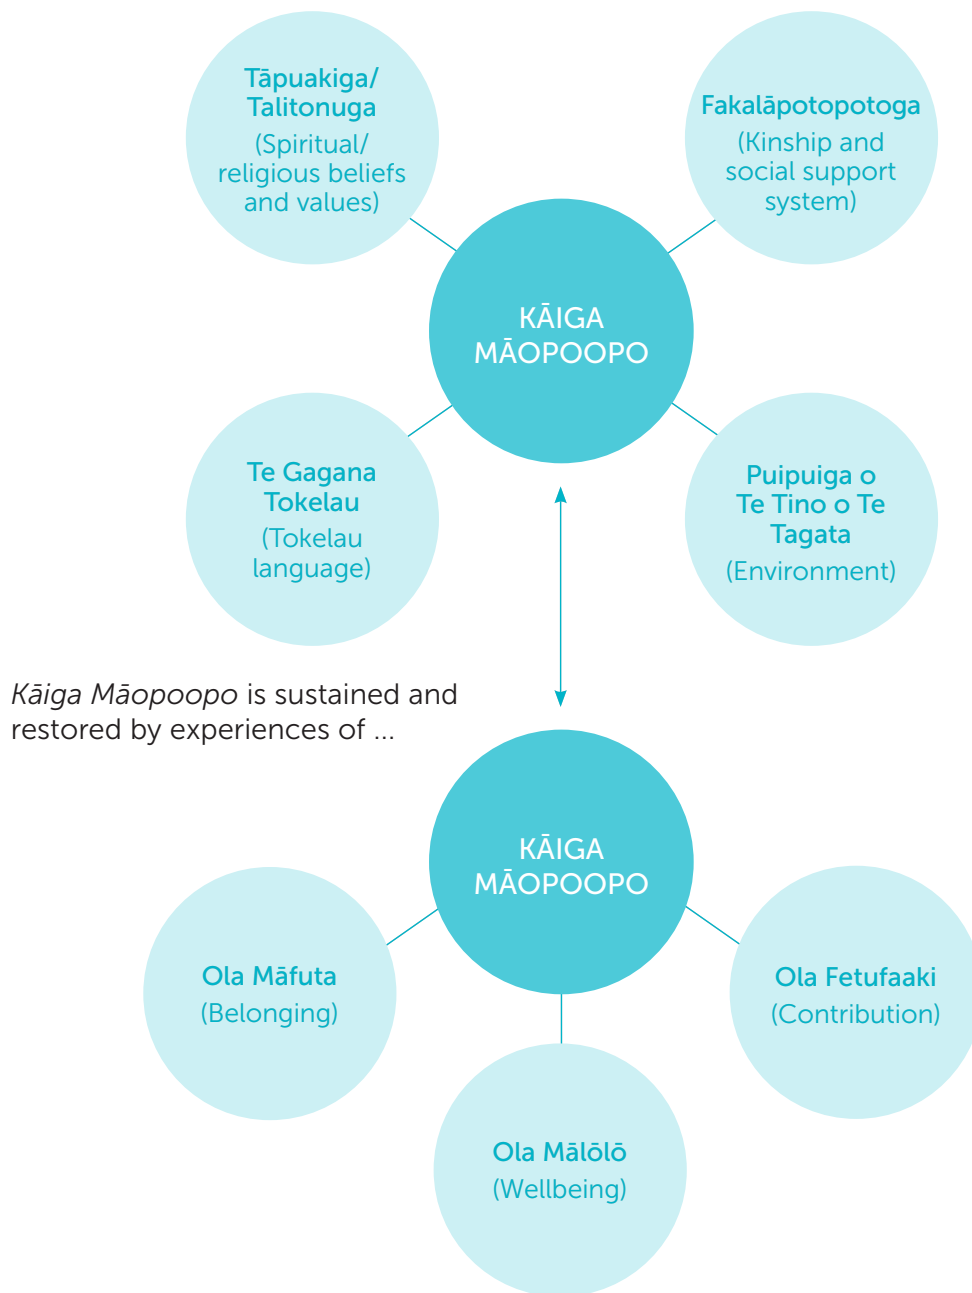 Tāpuakiga/
Talitonuga
(Spiritual/
religious beliefs
and values)
Fakalāpotopotoga
(Kinship and
social support
system)
KĀIGA
MĀOPOOPO
Te Gagana
Tokelau
(Tokelau
language)
Puipuiga o
Te Tino o Te
Tagata
(Environment)
Kāiga Māopoopo is sustained and
restored by experiences of ...
KĀIGA
MĀOPOOPO
Ola Māfuta
(Belonging)
Ola Fetufaaki
(Contribution)
Ola Mālōlō
(Wellbeing)